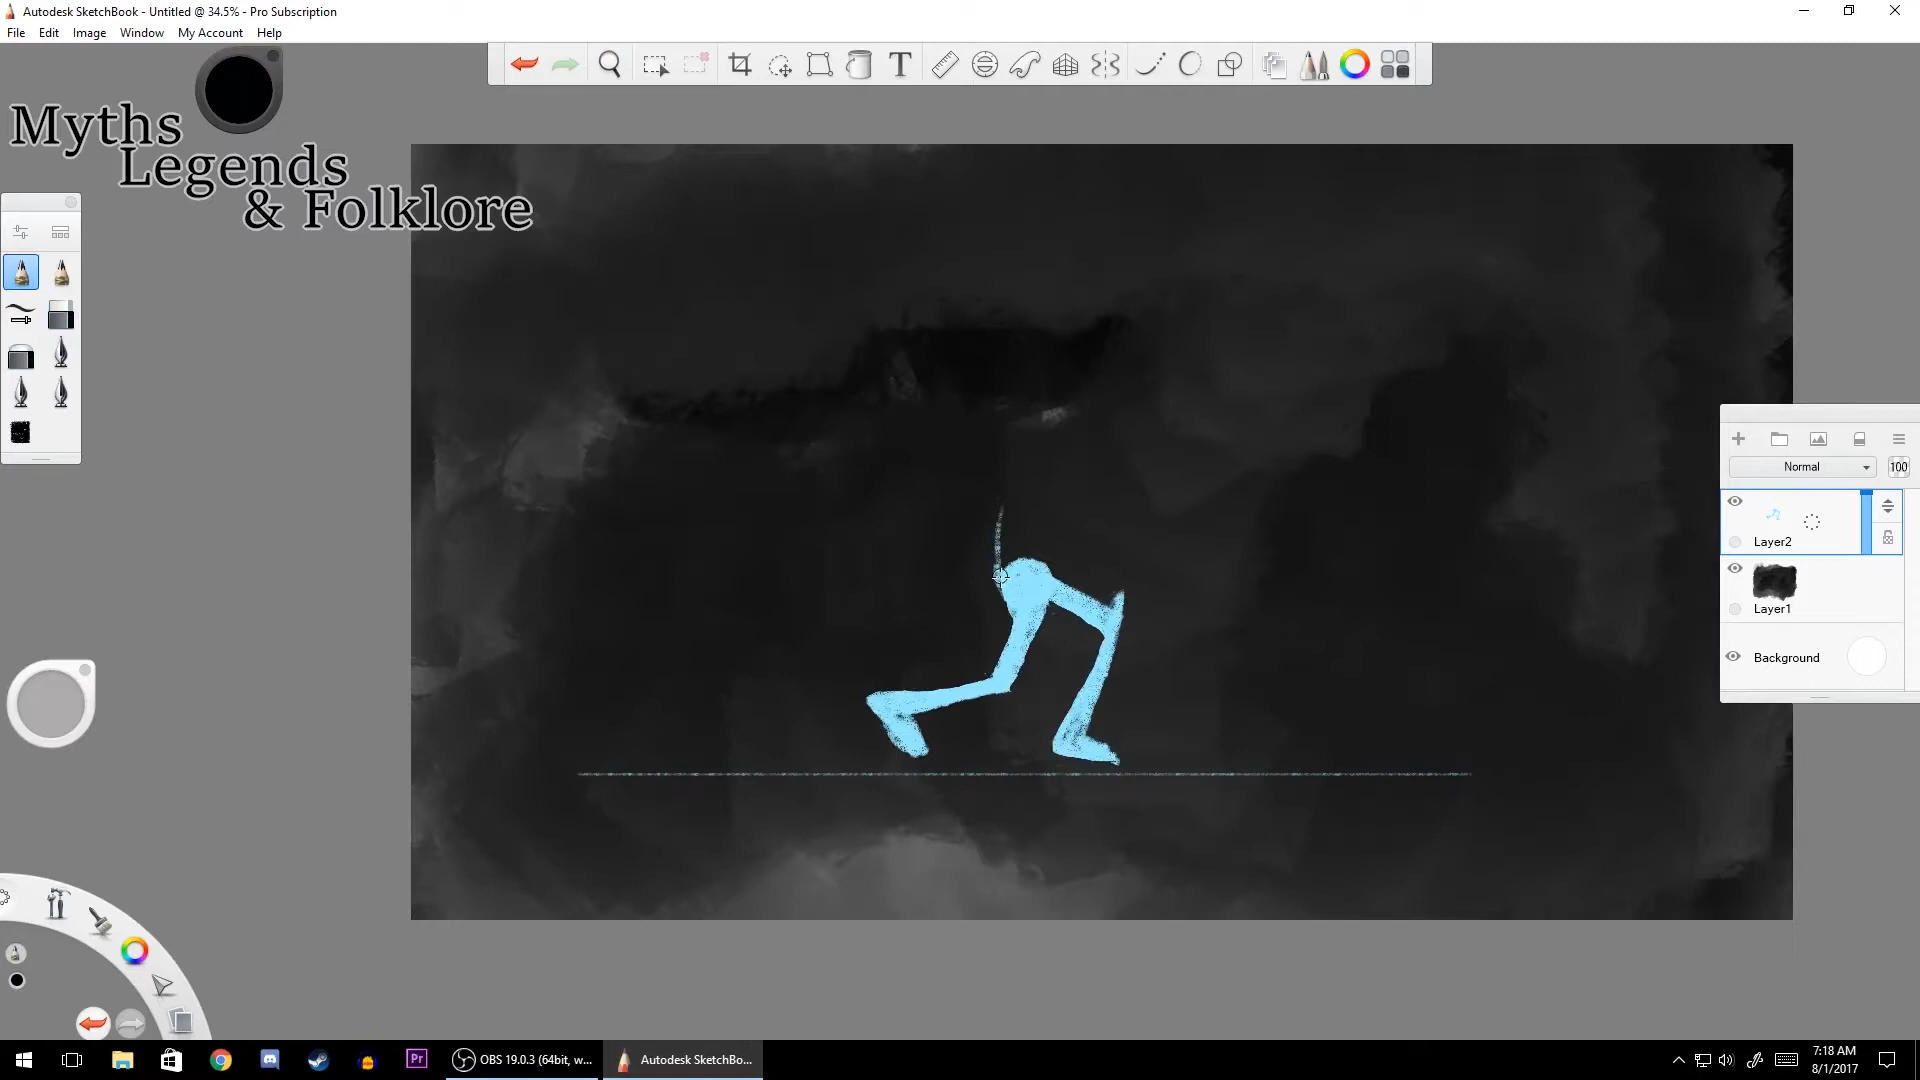 Autodesk SketchBook - Untitled @ 34.5% - Pro Subscription
File Edit Image Window My Account Help
T
Myths
Legends
& Folklore
Normal 100
Layer2
Layer1
Background
Pr
OBS 19.0.3 (64bit, w...
Autodesk SketchBo...
7:18 AM
8/1/2017